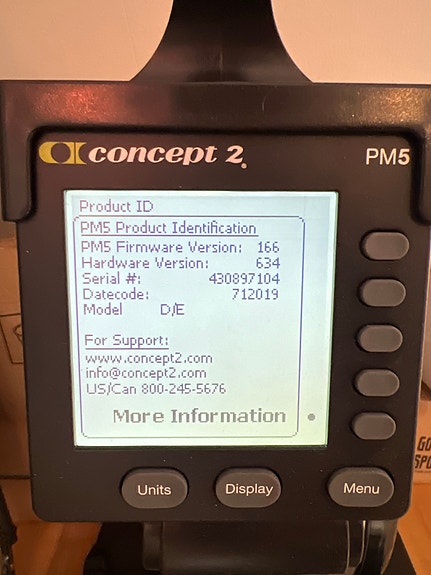 concept 2.
PM5
Product ID
PM5 Product Identification
PM5 Firmware Version: 166
Hardware Version: 634
Serial #: 430897104
Datecode: 712019
Model D/E
For Support:
www.concept2.com
info@concept2.com
US/Can 800-245-5676
More Information
Units
Display
Menu
GO
SPO